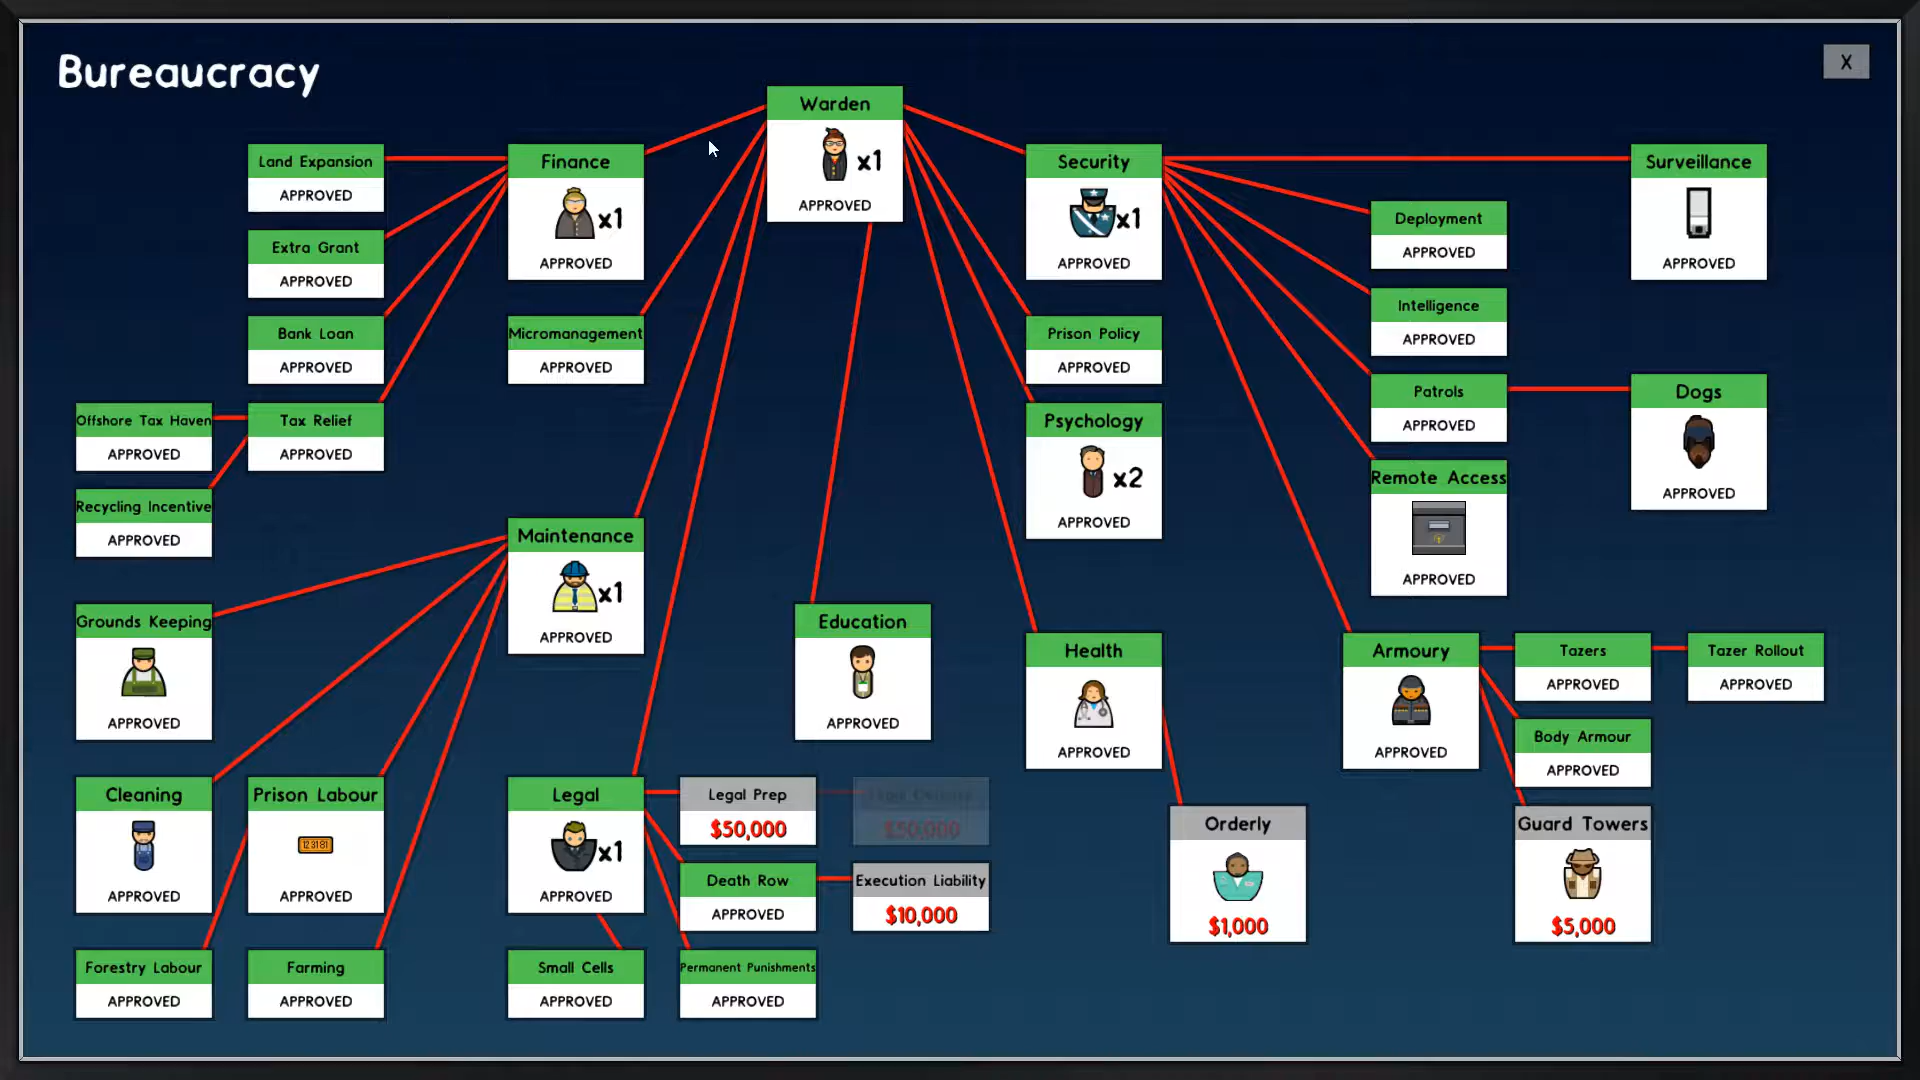 Bureaucracy
X
Warden
x1
APPROVED
Land Expansion
APPROVED
Finance
x1
APPROVED
Security
x1
APPROVED
Surveillance
APPROVED
Deployment
APPROVED
Extra Grant
APPROVED
Intelligence
APPROVED
Bank Loan
APPROVED
Micromanagement
APPROVED
Prison Policy
APPROVED
Patrols
APPROVED
Dogs
APPROVED
Offshore Tax Haven
APPROVED
Tax Relief
APPROVED
Psychology
x2
APPROVED
Remote Access
APPROVED
Recycling Incentive
APPROVED
Maintenance
x1
APPROVED
Grounds Keeping
APPROVED
Education
APPROVED
Health
APPROVED
Armoury
APPROVED
Tazers
APPROVED
Tazer Rollout
APPROVED
Body Armour
APPROVED
Cleaning
APPROVED
Prison Labour
123181
APPROVED
Legal
x1
APPROVED
Legal Prep
$50,000
$50,000
Orderly
$1,000
Guard Towers
$5,000
Death Row
APPROVED
Execution Liability
$10,000
Forestry Labour
APPROVED
Farming
APPROVED
Small Cells
APPROVED
Permanent Punishments
APPROVED